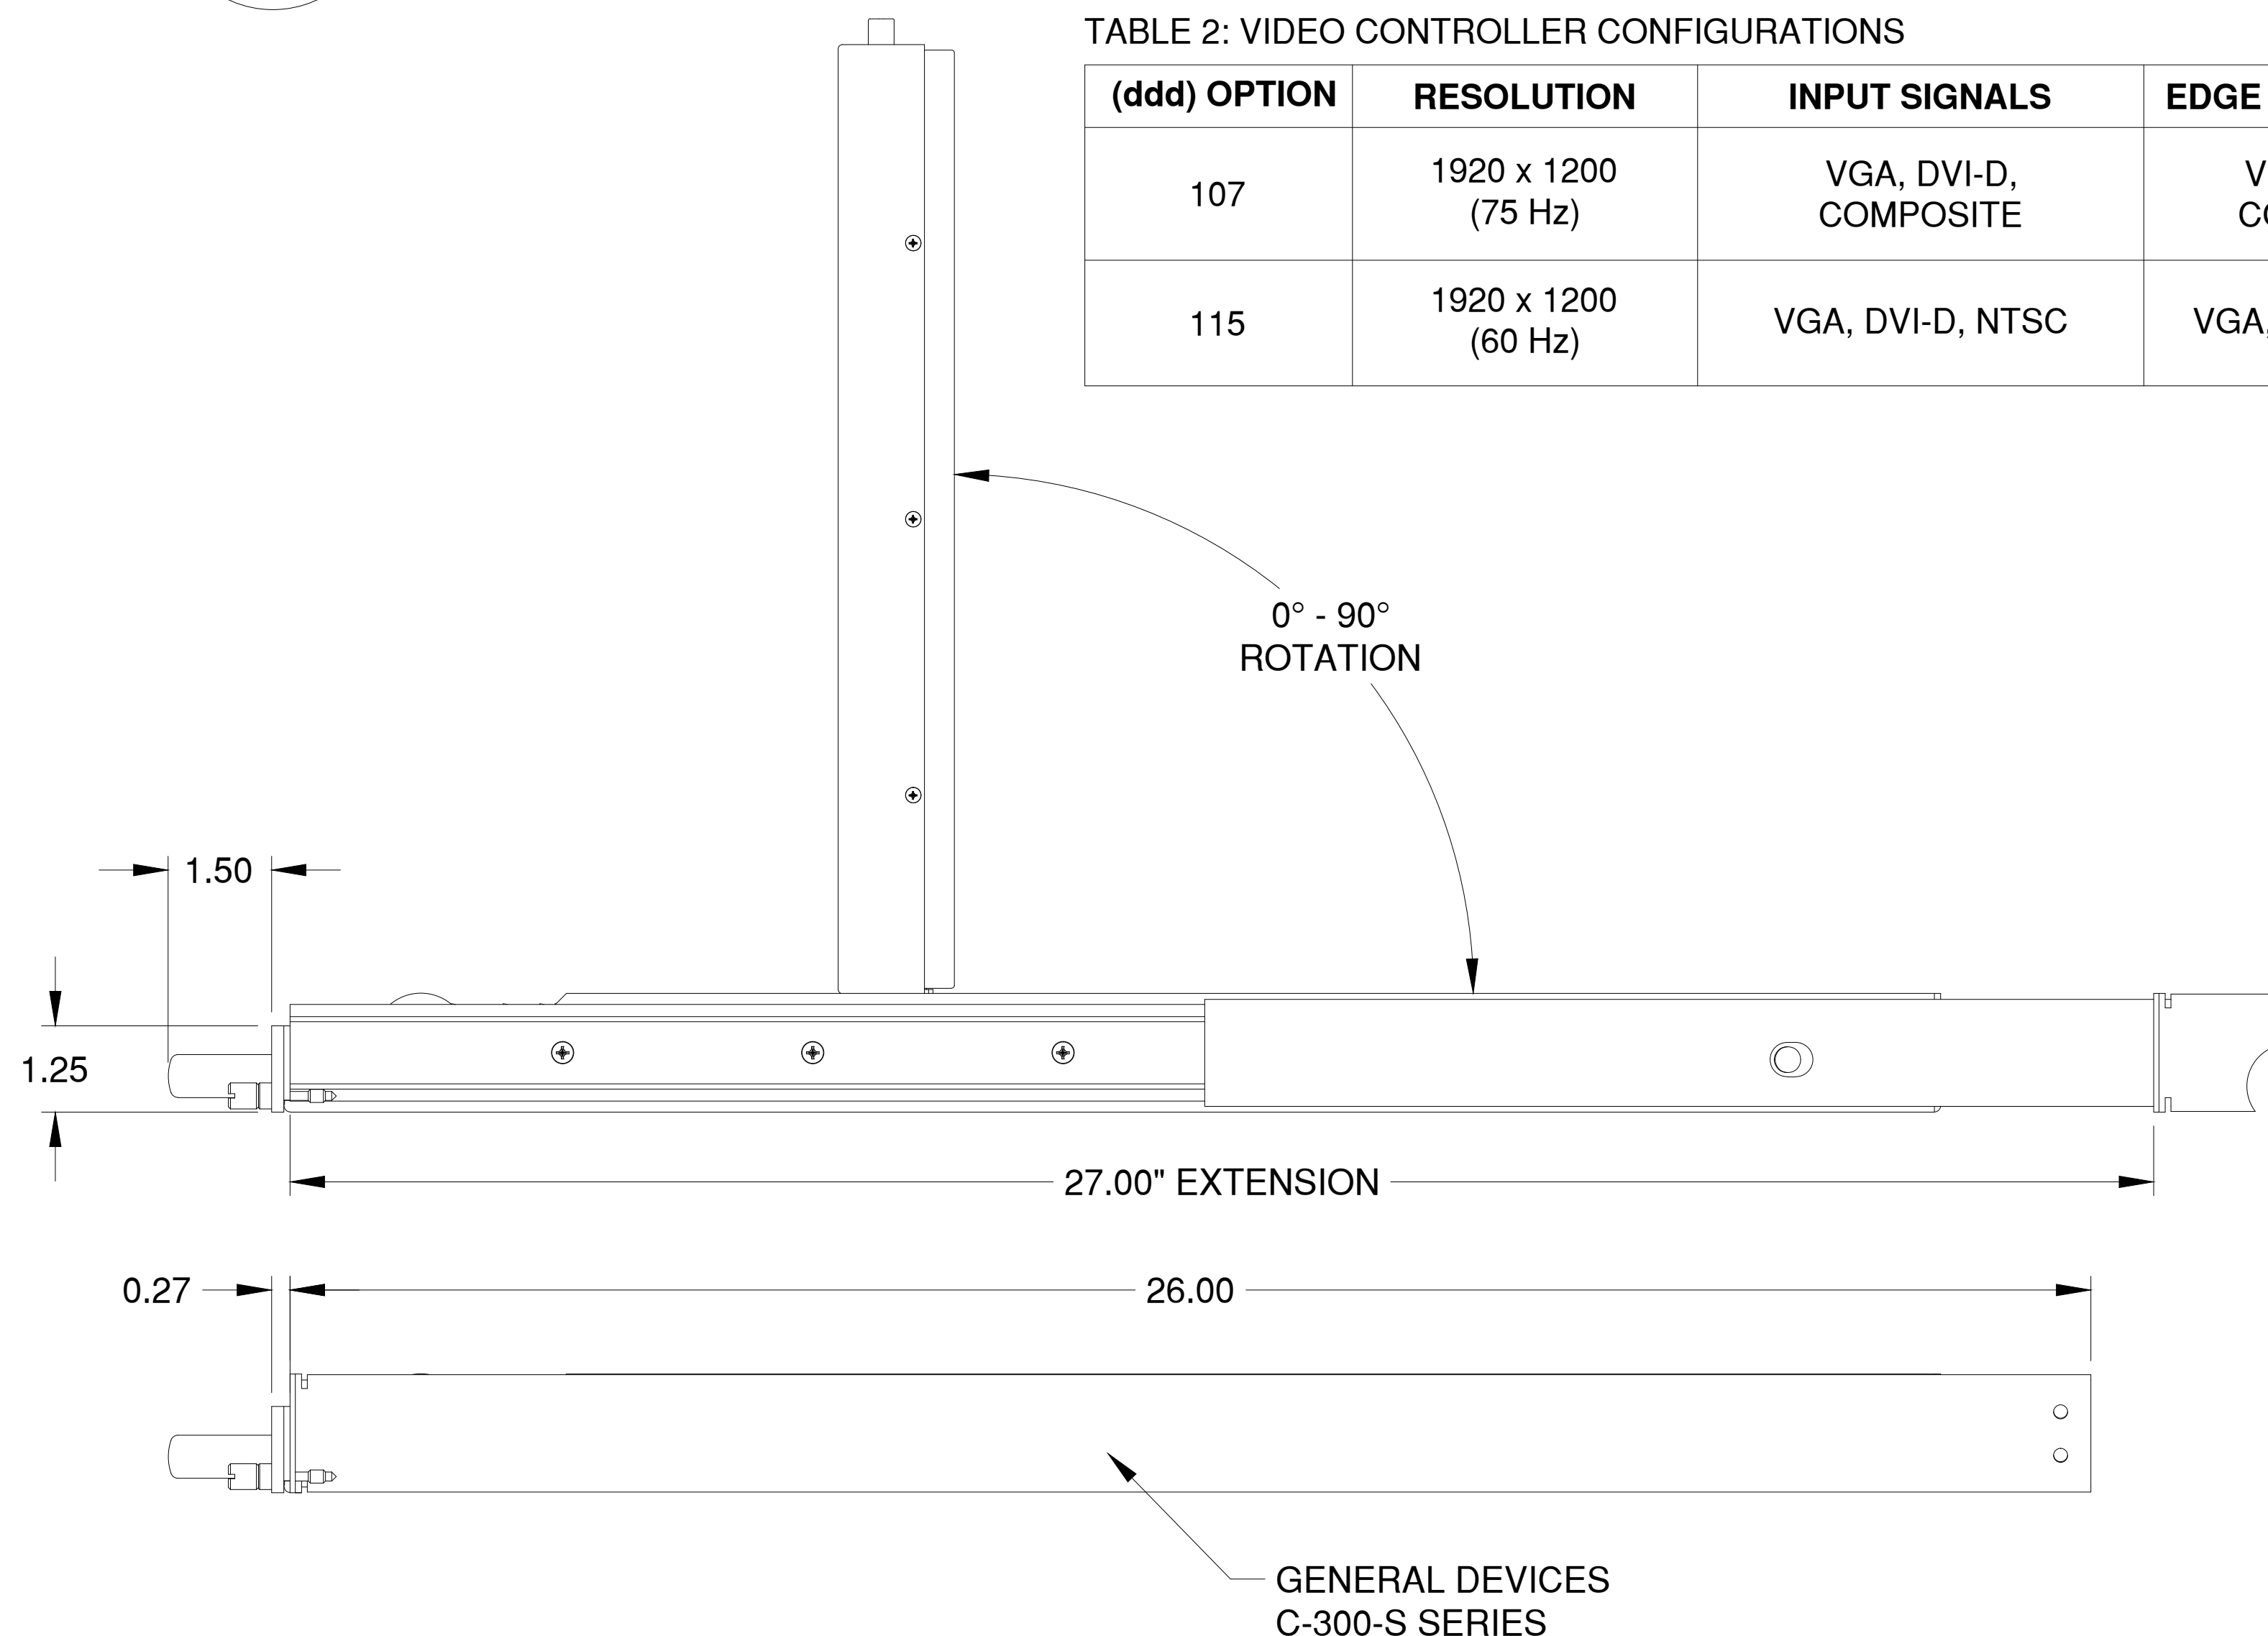 TABLE 2: VIDEO CONTROLLER CONFIGURATIONS
(ddd) OPTION RESOLUTION INPUT SIGNALS EDGE
107
1920 x 1200
(75 Hz)
VGA, DVI-D,
COMPOSITE
115
1920 x 1200
(60 Hz)
VGA, DVI-D, NTSC
VGA,
0° - 90°
ROTATION
1.50
1.25
27.00" EXTENSION
0.27
26.00
GENERAL DEVICES
C-300-S SERIES